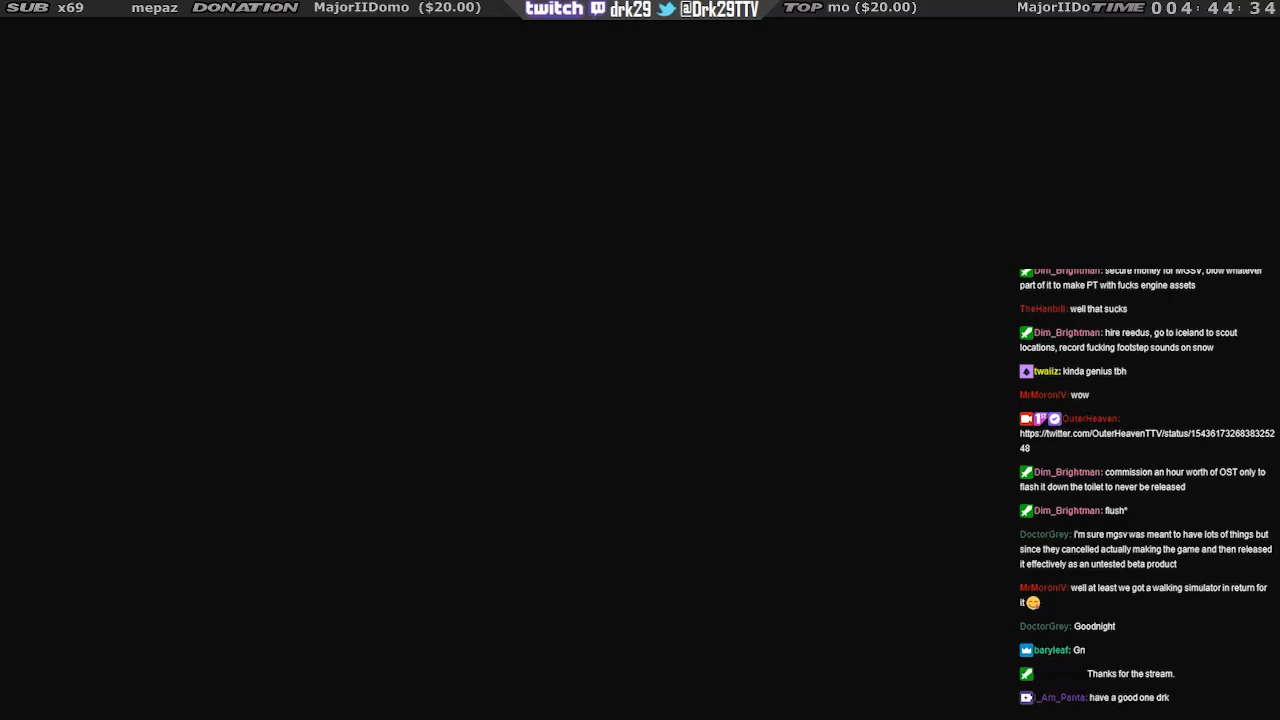 SUB x69 mepaz DONATION MajorIIDomo ($20.00) twitch drk29 @Drk29TTV TOP mo ($20.00) MajorIIDo TIME 004:44:34
Dim_Brightman: secure money for MGSV, blow whatever
part of it to make PT with fucks engine assets
TheHanbill: well that sucks
Dim_Brightman: hire reedus, go to iceland to scout
locations, record fucking footstep sounds on snow
twaiiz: kinda genius tbh
MrMoronIV: wow
OuterHeaven:
https://twitter.com/OuterHeavenTTV/status/15436173268383252
48
Dim_Brightman: commission an hour worth of OST only to
flash it down the toilet to never be released
Dim_Brightman: flush*
DoctorGrey: i'm sure mgsv was meant to have lots of things but
since they cancelled actually making the game and then released
it effectively as an untested beta product
MrMoronIV: well at least we got a walking simulator in return for
it
DoctorGrey: Goodnight
baryleaf: Gn
Thanks for the stream.
I_Am_Panta: have a good one drk